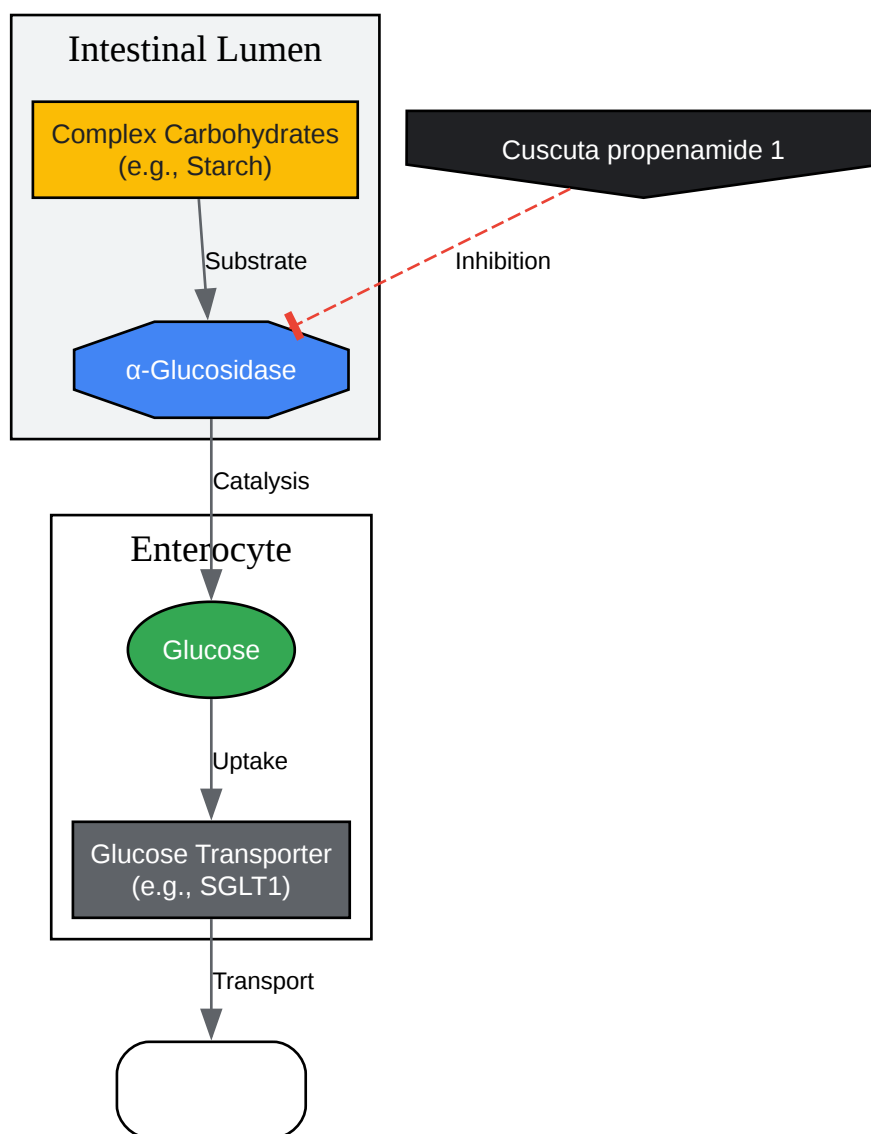 Intestinal Lumen
Complex Carbohydrates
(e.g., Starch)
Cuscuta propenamide 1
Substrate
Inhibition
α-Glucosidase
Catalysis
Enterocyte
Glucose
Uptake
Glucose Transporter
(e.g., SGLT1)
Transport